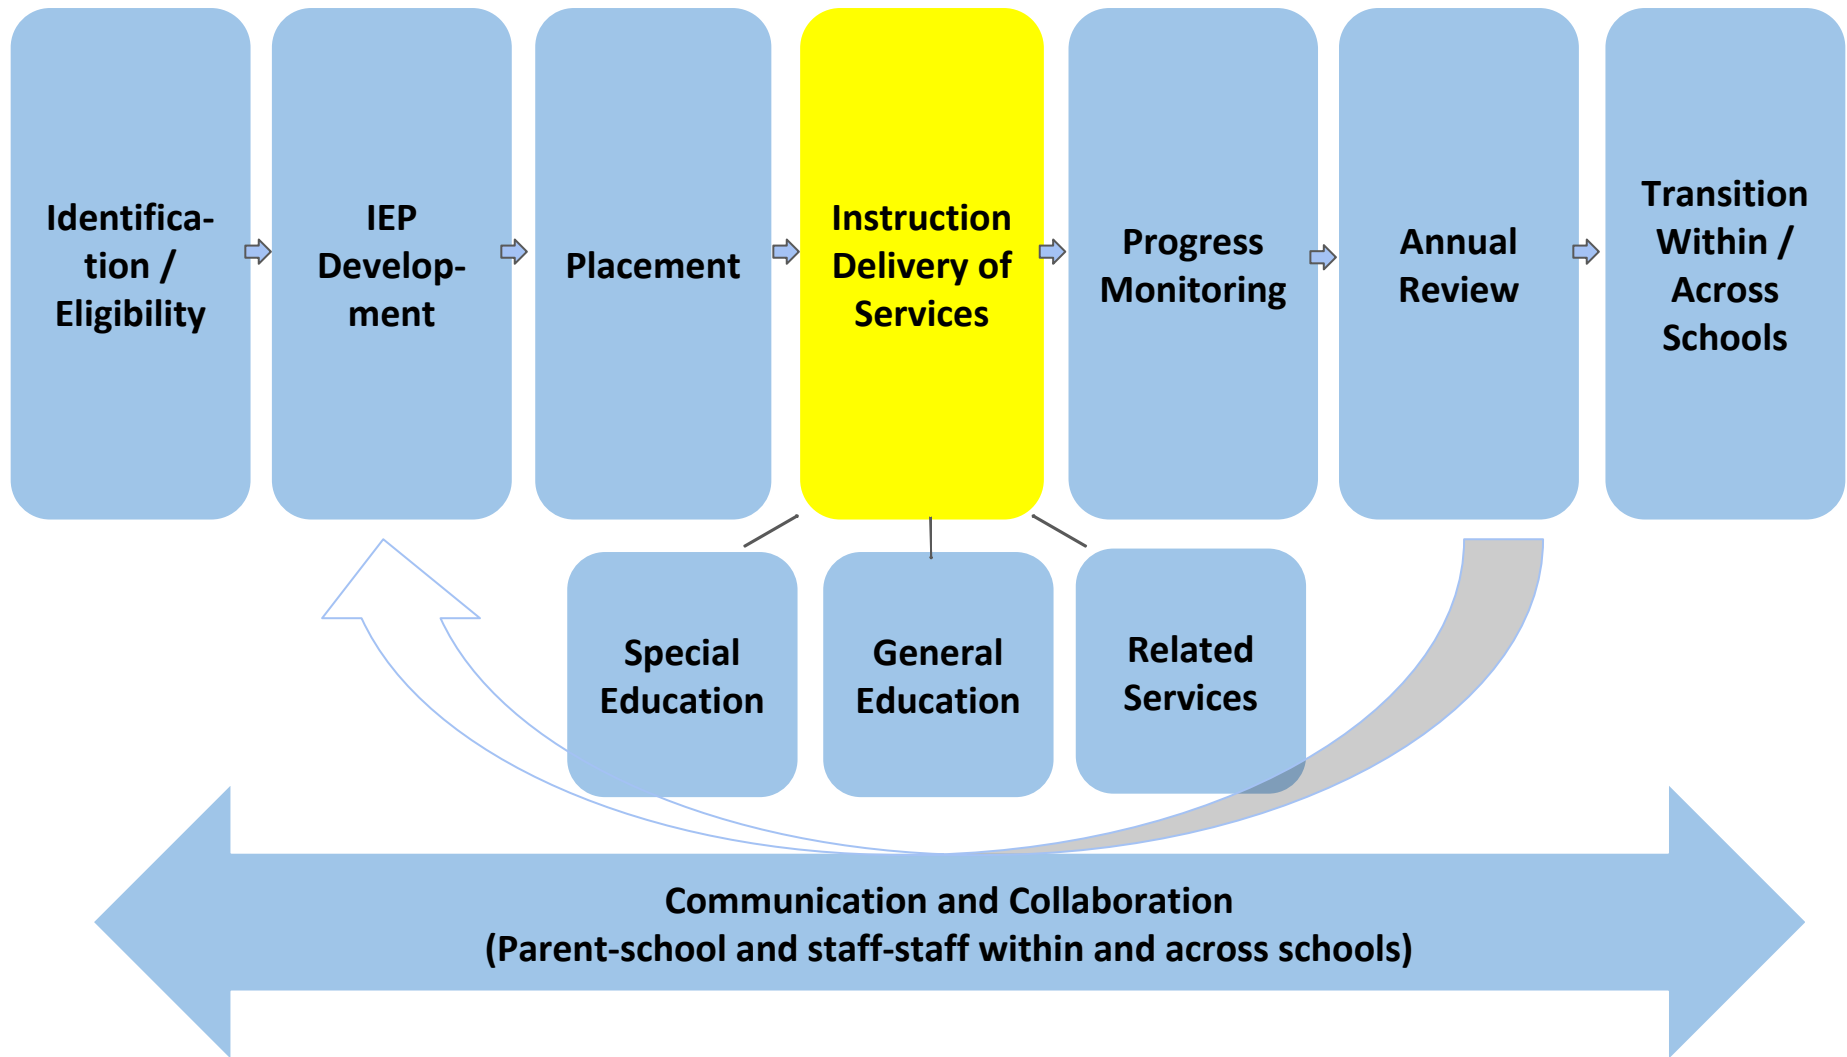 Identifica-
tion /
Eligibility
IEP
Develop-
ment
Placement
Instruction
Delivery of
Services
Progress
Monitoring
Annual
Review
Transition
Within /
Across
Schools
Special
Education
General
Education
Related
Services
Communication and Collaboration
(Parent-school and staff-staff within and across schools)